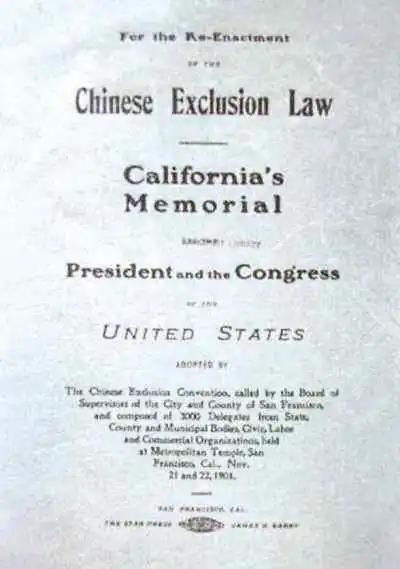 For the Re-Enactment
OF THE
Chinese Exclusion Law
California's
Memorial
President and the Congress
OF THE
UNITED STATES
ADOPTED BY
The Chinese Exclusion Convention, called by the Board of
Supervisors of the City and County of San Francisco,
and composed of 3000 Delegates from State,
County and Municipal Bodies, Civic, Labor
and Commercial Organizations, held
at Metropolitan Temple, San
Francisco, Cal., Nov.
21 and 22, 1901.
SAN FRANCISCO, CAL.
THE STAR PRESS JAMES H. BARRY